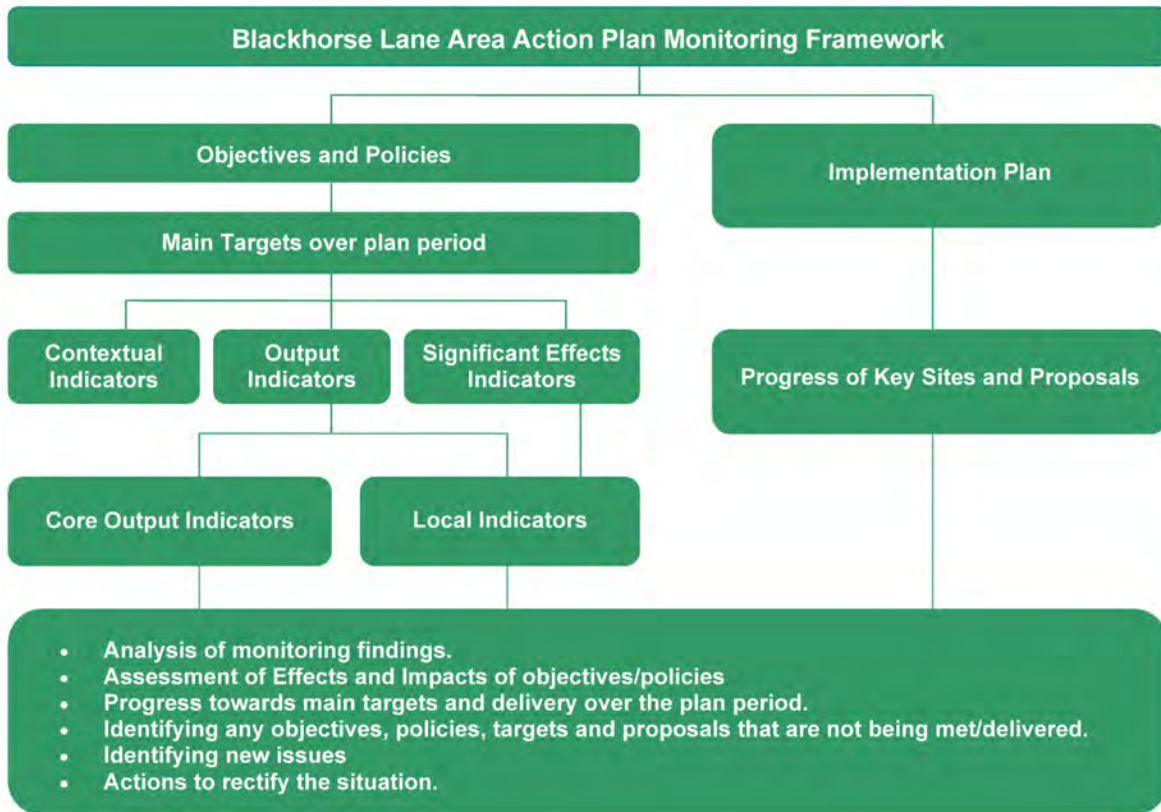 Blackhorse Lane Area Action Plan Monitoring Framework
Objectives and Policies
Implementation Plan
Main Targets over plan period
Contextual
Indicators
Output
Indicators
Significant Effects
Indicators
Progress of Key Sites and Proposals
Core Output Indicators
Local Indicators
• Analysis of monitoring findings.
• Assessment of Effects and Impacts of objectives/policies
• Progress towards main targets and delivery over the plan period.
• Identifying any objectives, policies, targets and proposals that are not being met/delivered.
• Identifying new issues
• Actions to rectify the situation.